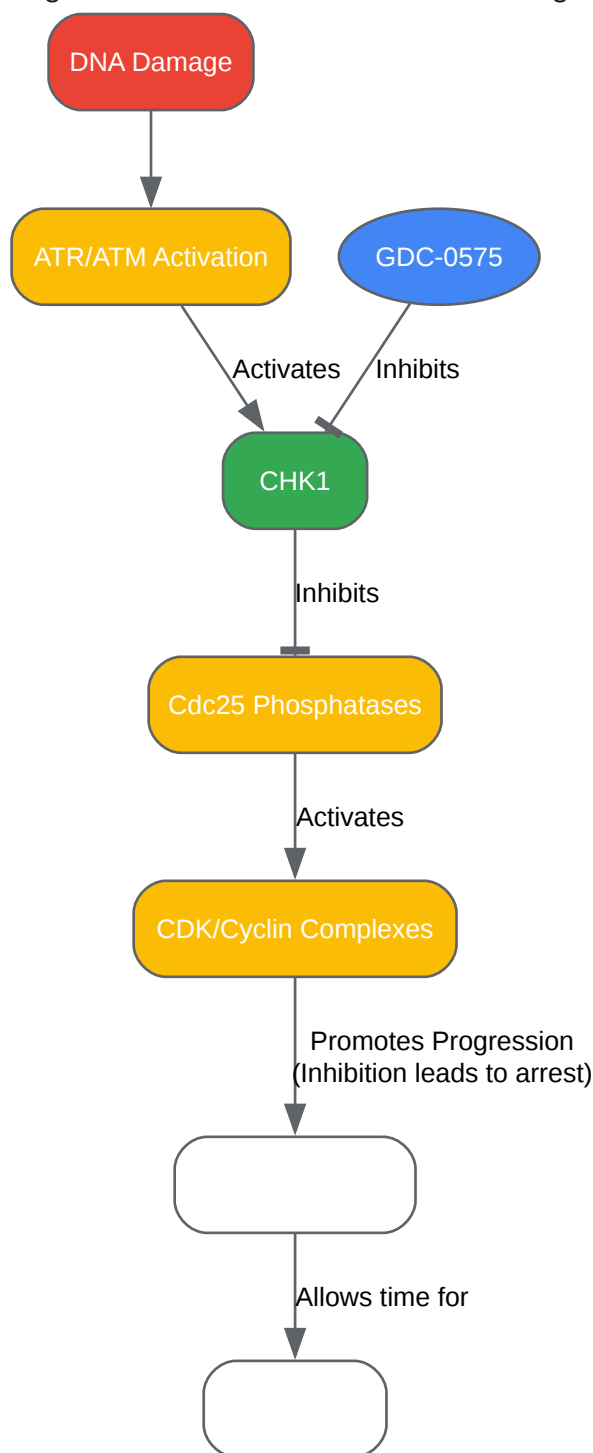 DNA Damage
ATR/ATM Activation
GDC-0575
Activates
Inhibits
CHK1
Inhibits
Cdc25 Phosphatases
Activates
CDK/Cyclin Complexes
Promotes Progression
(Inhibition leads to arrest)
Allows time for